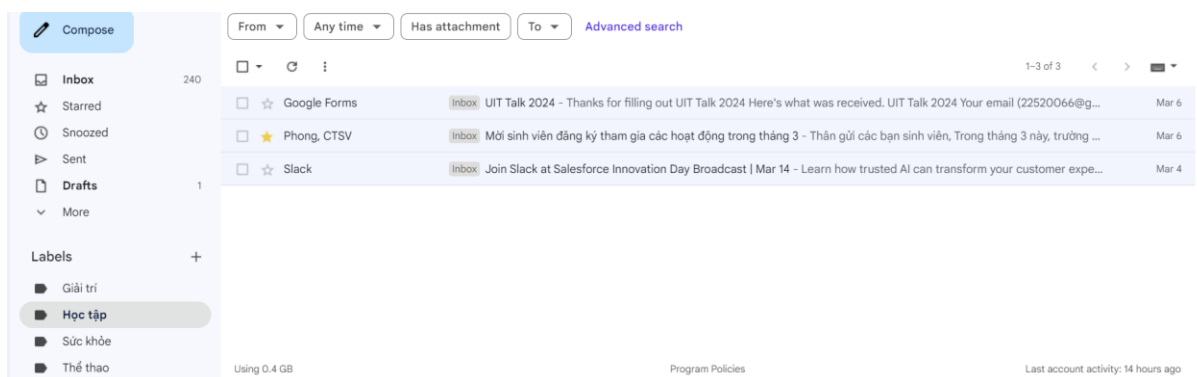 Compose
Inbox 240
Starred
Snoozed
Sent
Drafts 1
More
Labels
Giải trí
Học tập
Sức khỏe
Thể thao
From Any time Has attachment To Advanced search
1–3 of 3
Google Forms Inbox UIT Talk 2024 - Thanks for filling out UIT Talk 2024 Here's what was received. UIT Talk 2024 Your email (22520066@g... Mar 6
Phong, CTSV Inbox Mời sinh viên đăng ký tham gia các hoạt động trong tháng 3 - Thân gửi các bạn sinh viên, Trong tháng 3 này, trường ... Mar 6
Slack Inbox Join Slack at Salesforce Innovation Day Broadcast | Mar 14 - Learn how trusted AI can transform your customer expe... Mar 4
Using 0.4 GB Program Policies Last account activity: 14 hours ago